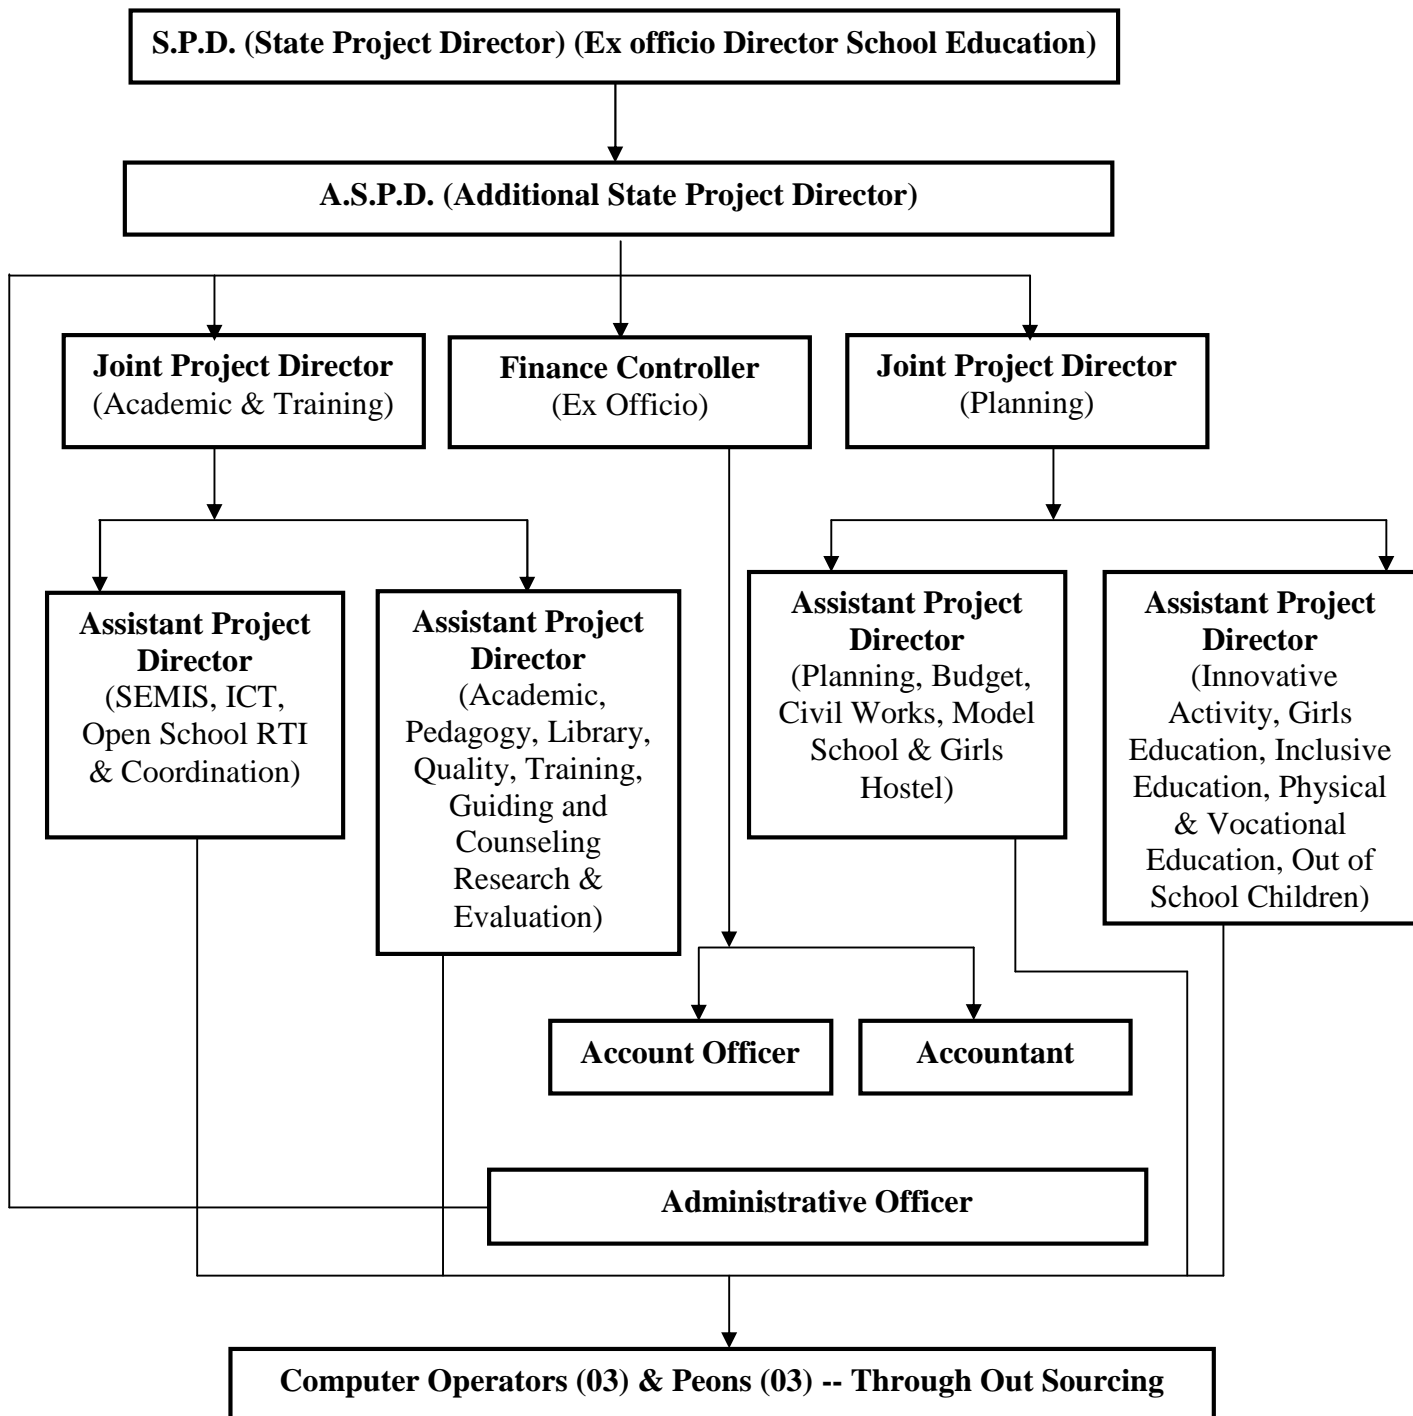 S.P.D. (State Project Director) (Ex officio Director School Education)
A.S.P.D. (Additional State Project Director)
Joint Project Director
(Academic & Training)
Finance Controller
(Ex Officio)
Joint Project Director
(Planning)
Assistant Project
Director
(SEMIS, ICT,
Open School RTI
& Coordination)
Assistant Project
Director
(Academic,
Pedagogy, Library,
Quality, Training,
Guiding and
Counseling
Research &
Evaluation)
Assistant Project
Director
(Planning, Budget,
Civil Works, Model
School & Girls
Hostel)
Assistant Project
Director
(Innovative
Activity, Girls
Education, Inclusive
Education, Physical
& Vocational
Education, Out of
School Children)
Account Officer
Accountant
Administrative Officer
Computer Operators (03) & Peons (03) -- Through Out Sourcing